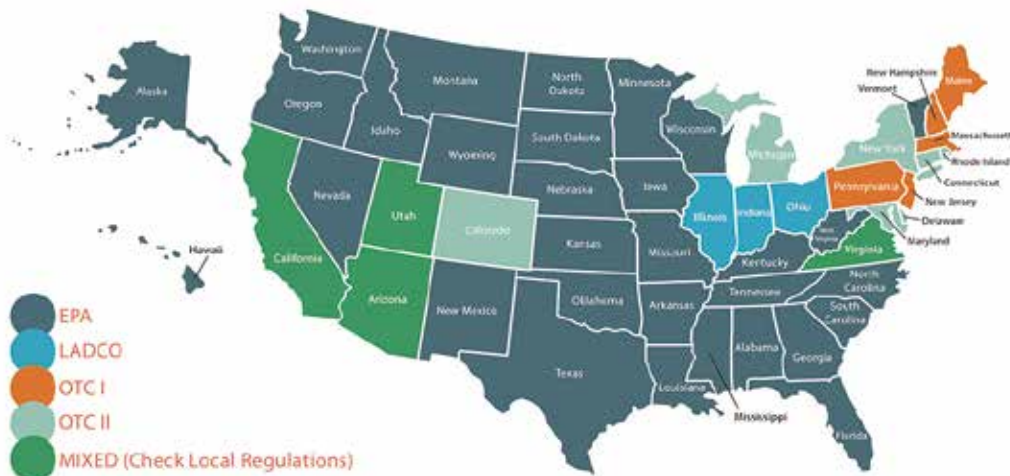 Alaska
Hawaii
Washington
Oregon
California
Nevada
Idaho
Montana
Wyoming
Utah
Arizona
Colorado
New Mexico
North
Dakota
South Dakota
Nebraska
Kansas
Oklahoma
Texas
Minnesota
Iowa
Missouri
Arkansas
Louisiana
Wisconsin
Illinois
Michigan
Indiana
Ohio
Kentucky
Tennessee
Mississippi
Alabama
Georgia
Florida
South
Carolina
North
Carolina
Virginia
West
Virginia
Pennsylvania
New York
Vermont
New Hampshire
Maine
Massachusett
Rhode Island
Connecticut
New Jersey
Delaware
Maryland
EPA
LADCO
OTC I
OTC II
MIXED (Check Local Regulations)